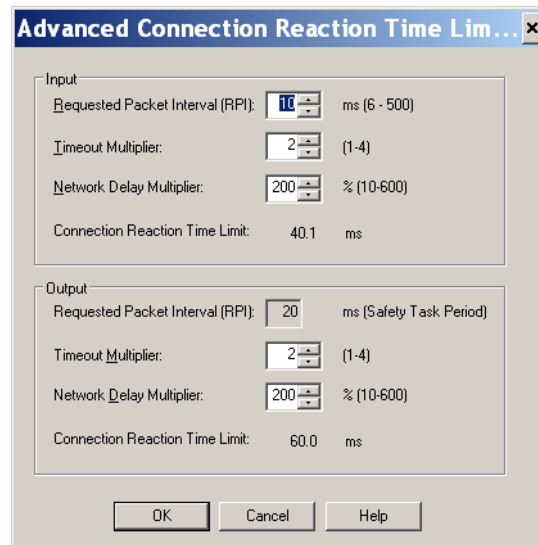 Advanced Connection Reaction Time Lim...
Input
Requested Packet Interval (RPI): 10 ms (6 - 500)
Timeout Multiplier: 2 (1-4)
Network Delay Multiplier: 200 % (10-600)
Connection Reaction Time Limit: 40.1 ms
Output
Requested Packet Interval (RPI): 20 ms (Safety Task Period)
Timeout Multiplier: 2 (1-4)
Network Delay Multiplier: 200 % (10-600)
Connection Reaction Time Limit: 60.0 ms
OK Cancel Help